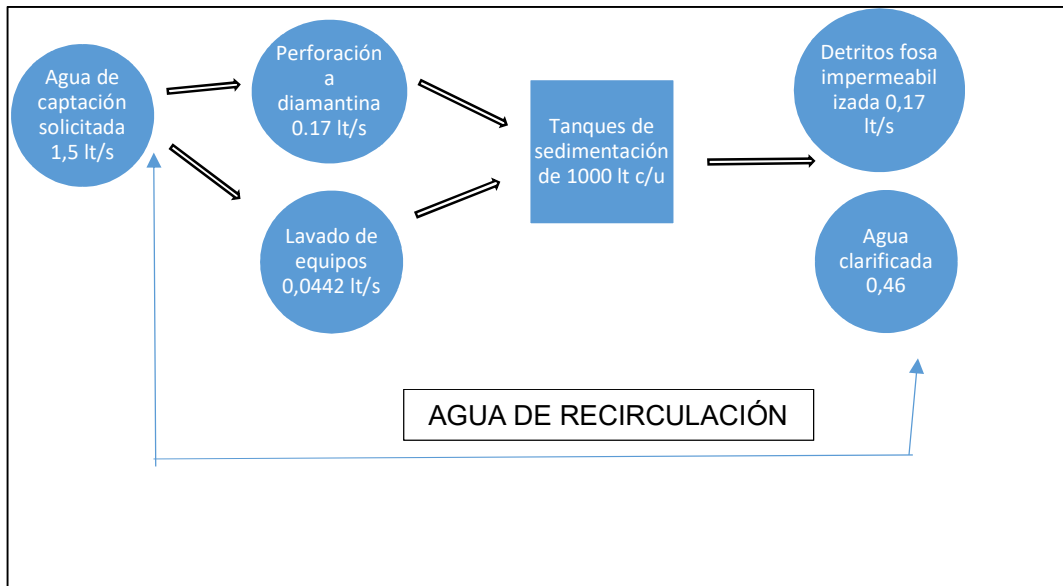 Agua de
captación
solicitada
1,5 lt/s
Perforación
a
diamantina
0.17 lt/s
Lavado de
equipos
0,0442 lt/s
Tanques de
sedimentación
de 1000 lt c/u
Detritos fosa
impermeabil
izada 0,17
lt/s
Agua
clarificada
0,46
AGUA DE RECIRCULACIÓN